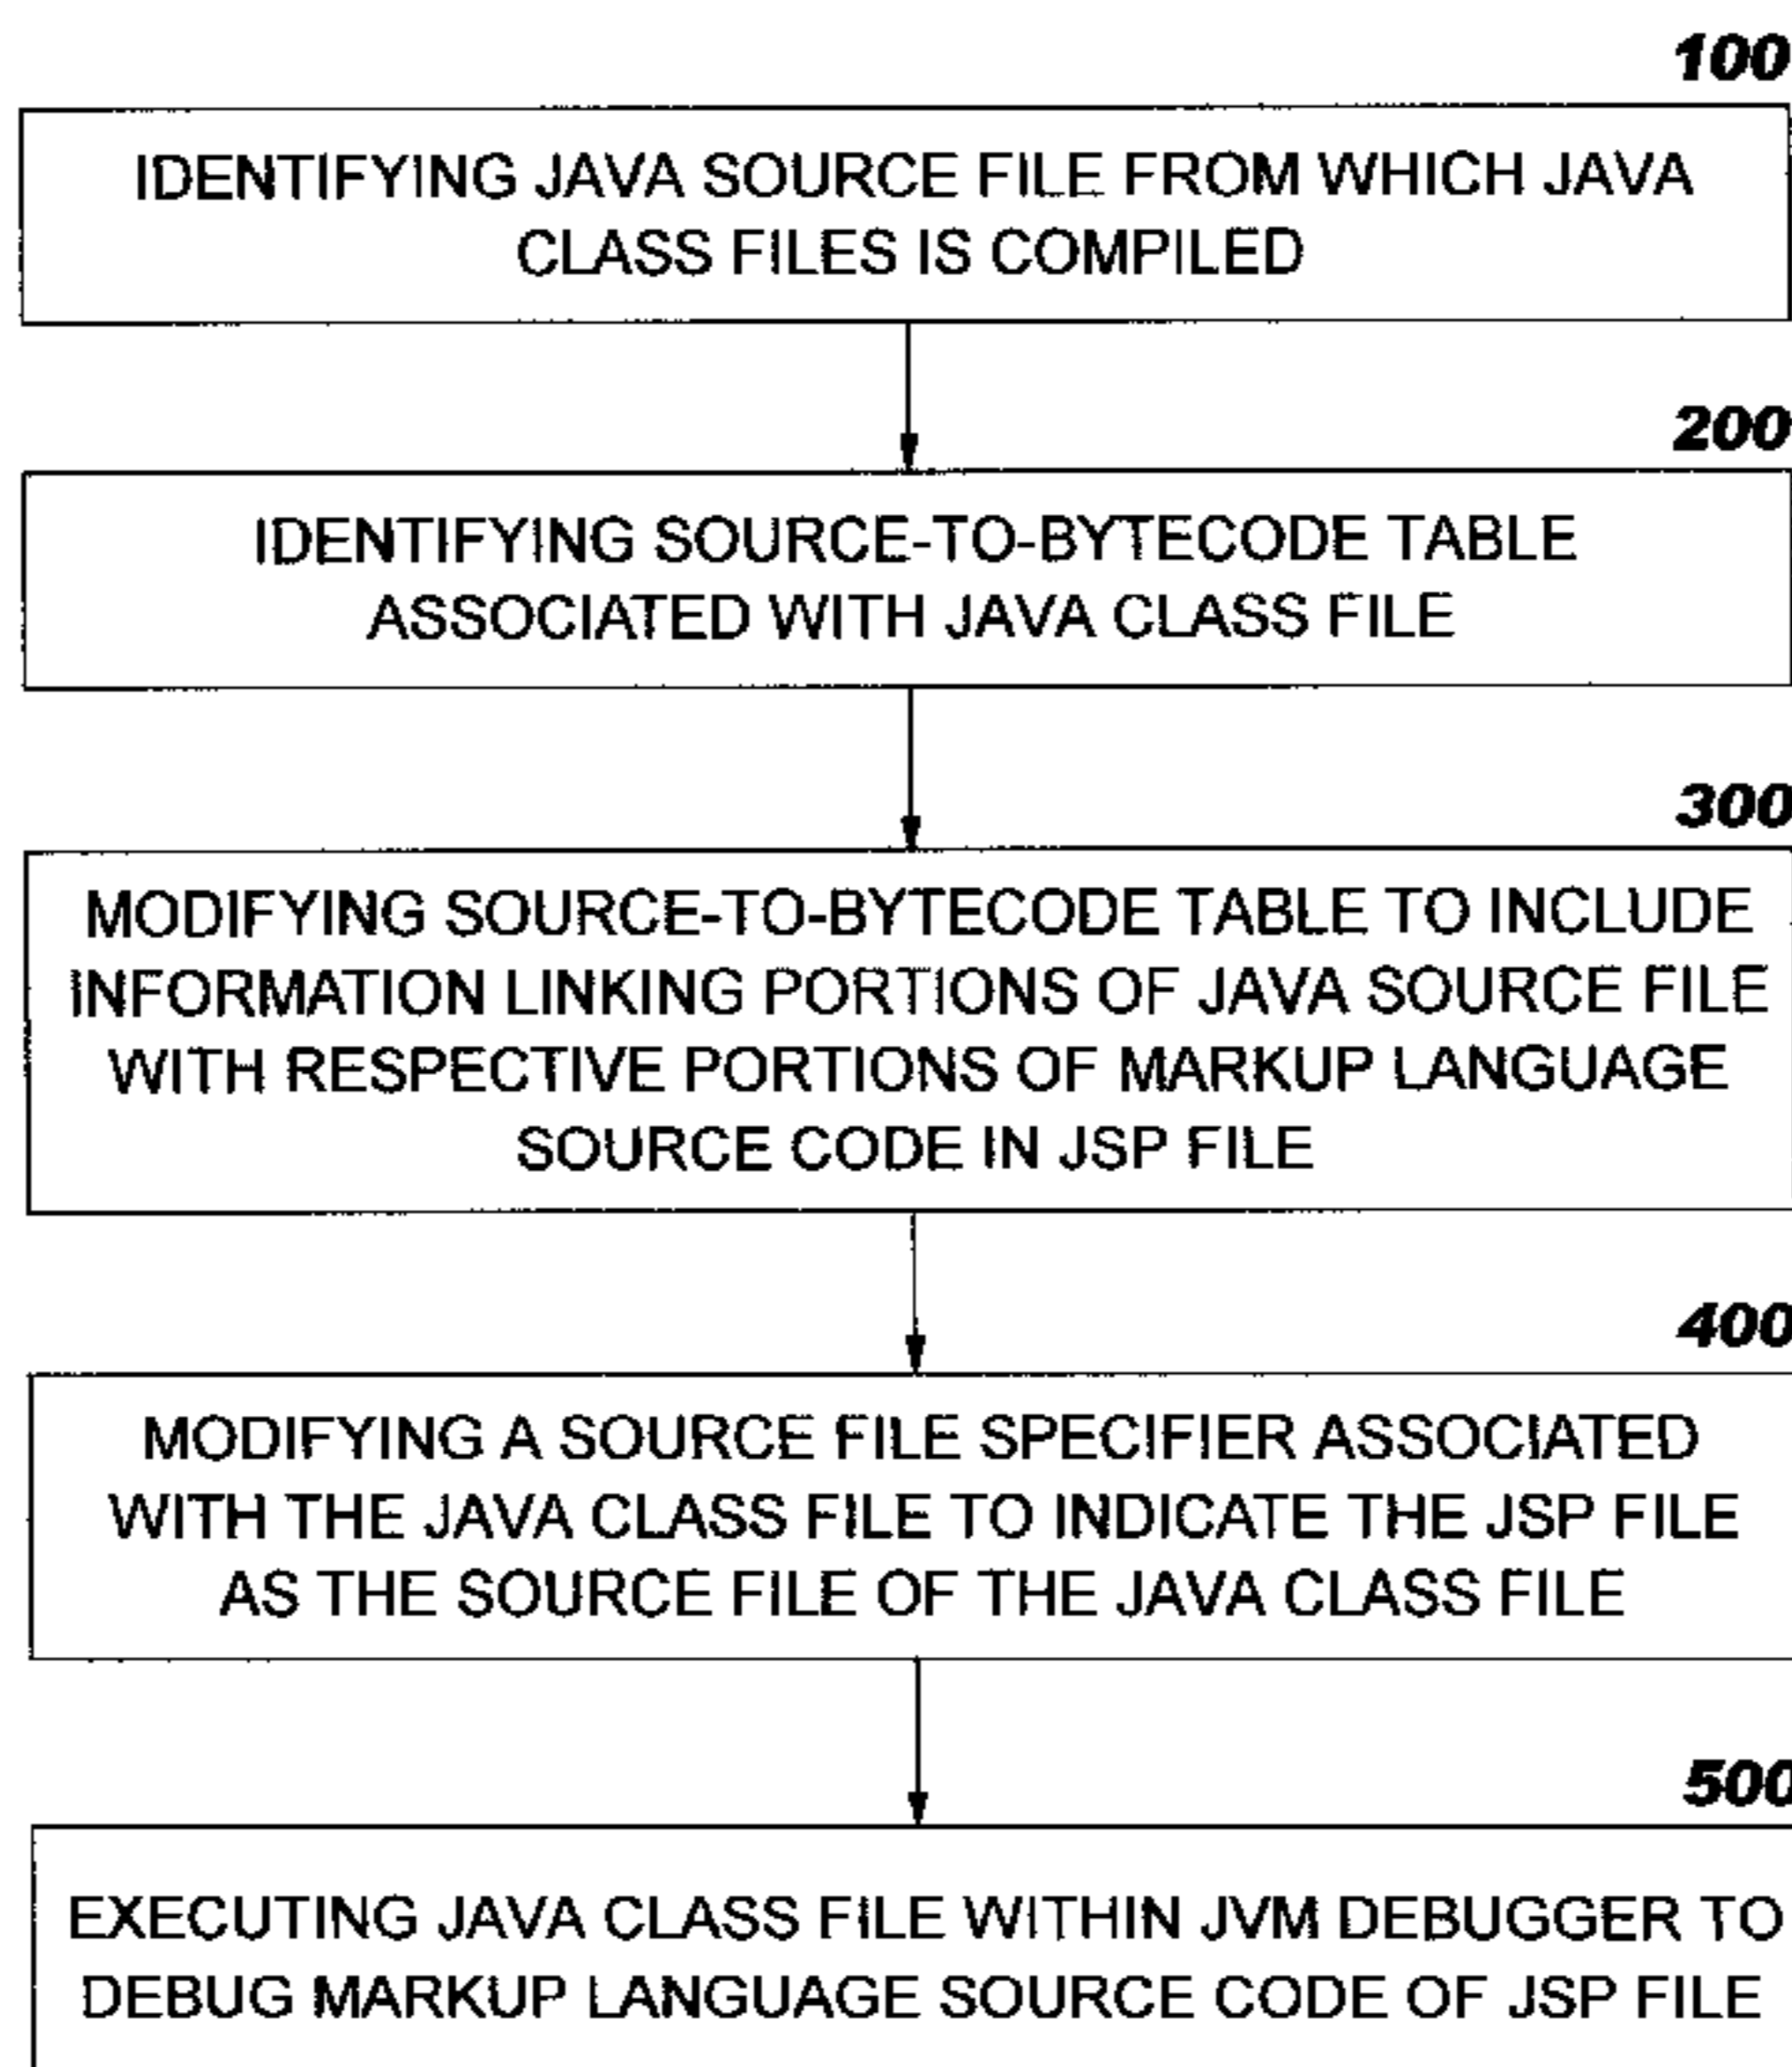 100
IDENTIFYING JAVA SOURCE FILE FROM WHICH JAVA
CLASS FILES IS COMPILED
200
IDENTIFYING SOURCE-TO-BYTECODE TABLE
ASSOCIATED WITH JAVA CLASS FILE
300
MODIFYING SOURCE-TO-BYTECODE TABLE TO INCLUDE
INFORMATION LINKING PORTIONS OF JAVA SOURCE FILE
WITH RESPECTIVE PORTIONS OF MARKUP LANGUAGE
SOURCE CODE IN JSP FILE
400
MODIFYING A SOURCE FILE SPECIFIER ASSOCIATED
WITH THE JAVA CLASS FILE TO INDICATE THE JSP FILE
AS THE SOURCE FILE OF THE JAVA CLASS FILE
500
EXECUTING JAVA CLASS FILE WITHIN JVM DEBUGGER TO
DEBUG MARKUP LANGUAGE SOURCE CODE OF JSP FILE